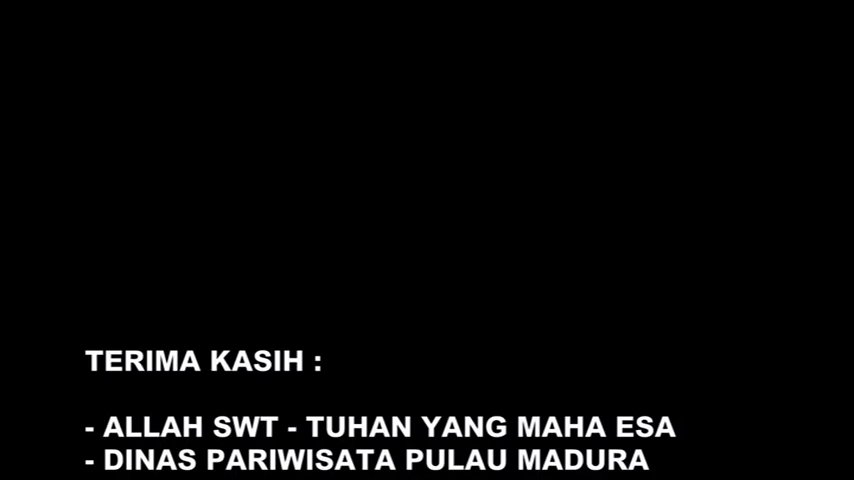 TERIMA KASIH :
- ALLAH SWT - TUHAN YANG MAHA ESA
- DINAS PARIWISATA PULAU MADURA